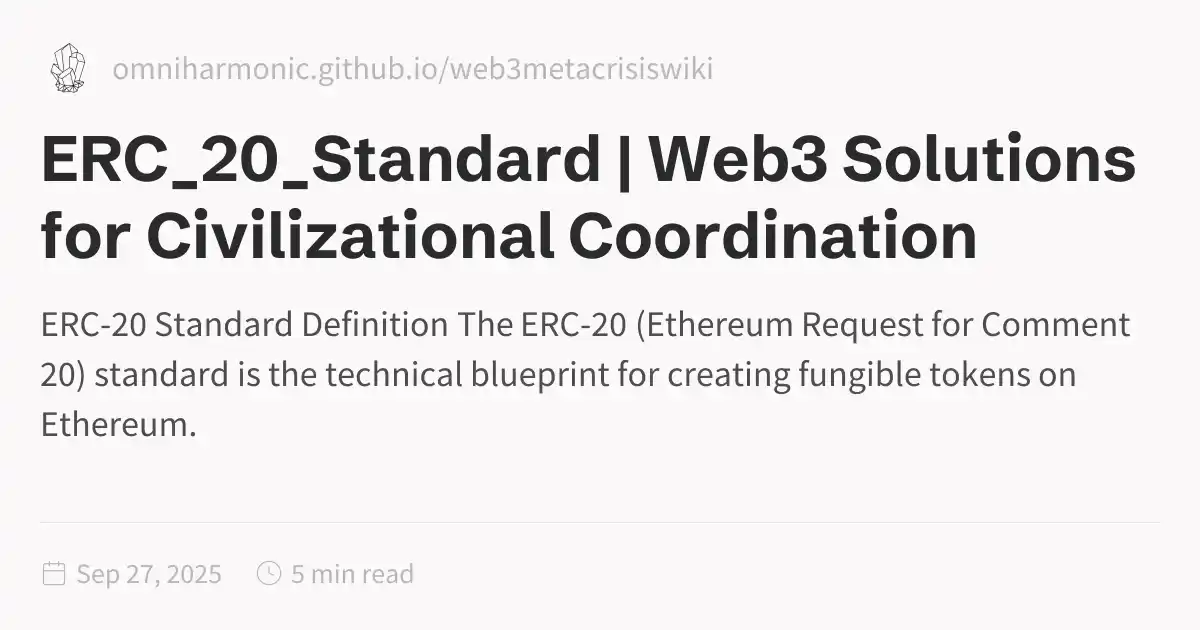 omniharmonic.github.io/web3metacrisiswiki
ERC_20_Standard | Web3 Solutions
for Civilizational Coordination
ERC-20 Standard Definition The ERC-20 (Ethereum Request for Comment
20) standard is the technical blueprint for creating fungible tokens on
Ethereum.
Sep 27, 2025 5 min read